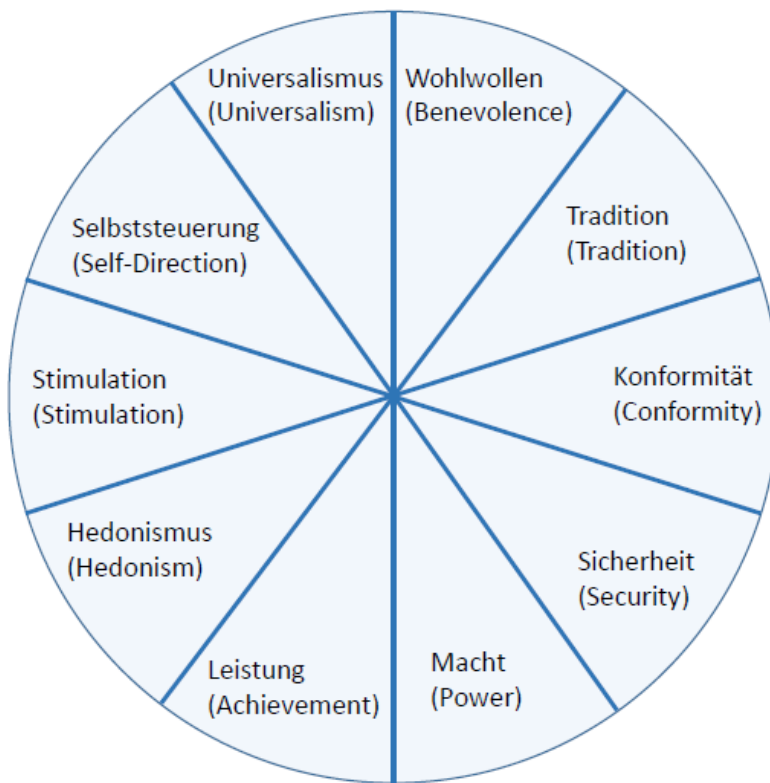 Universalismus
(Universalism)
Wohlwollen
(Benevolence)
Tradition
(Tradition)
Konformität
(Conformity)
Sicherheit
(Security)
Macht
(Power)
Leistung
(Achievement)
Hedonismus
(Hedonism)
Stimulation
(Stimulation)
Selbststeuerung
(Self-Direction)